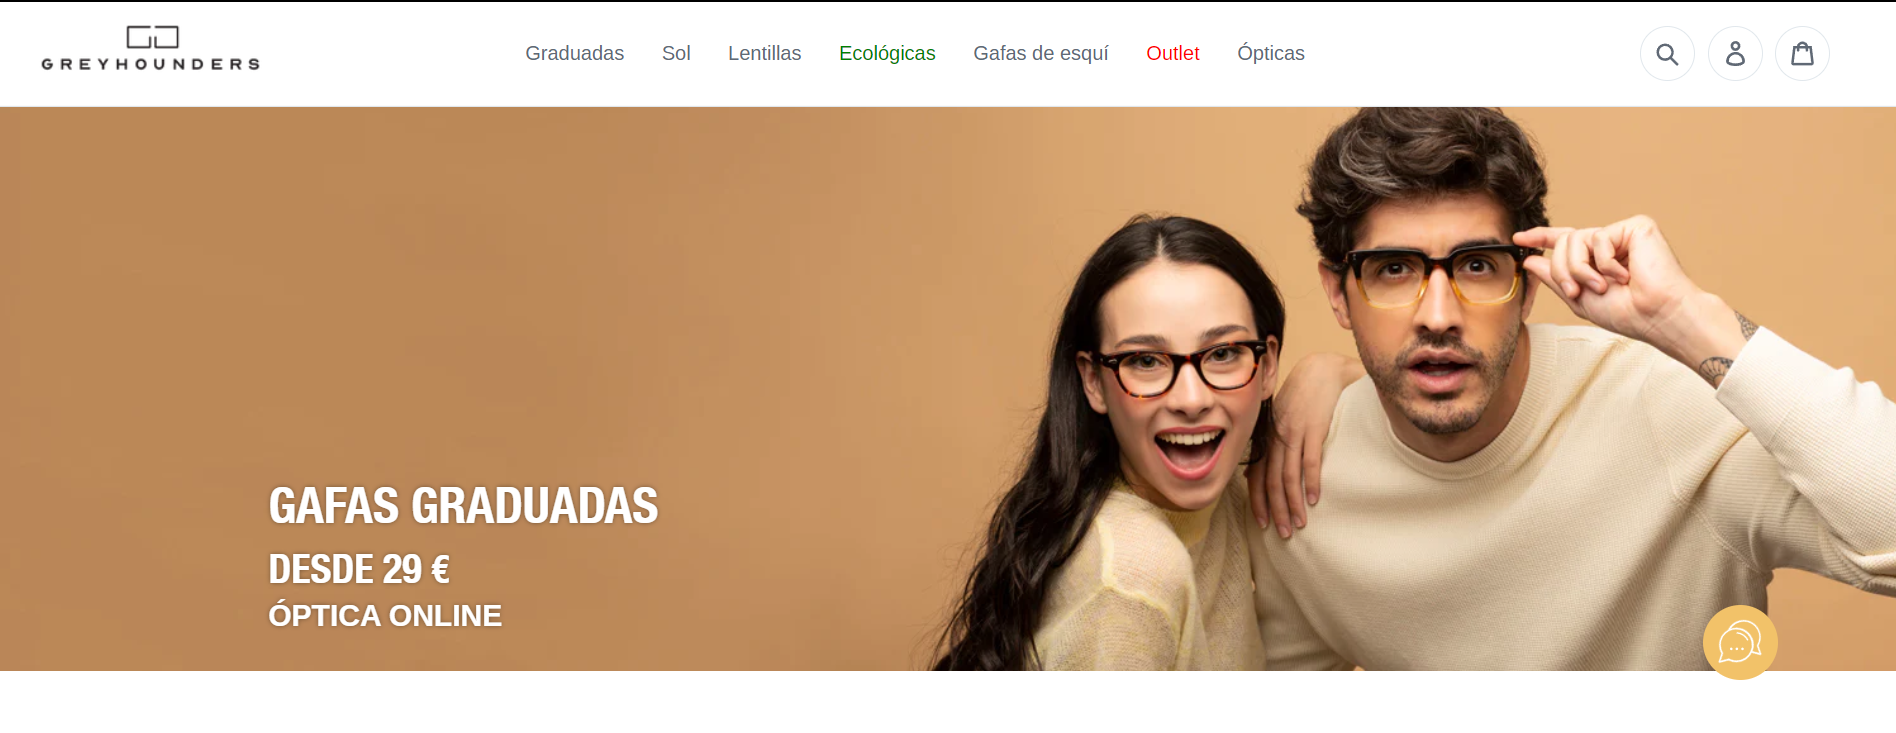 GREYHOUNDERS
Graduadas Sol Lentillas Ecológicas Gafas de esquí Outlet Ópticas
GAFAS GRADUADAS
DESDE 29 €
ÓPTICA ONLINE